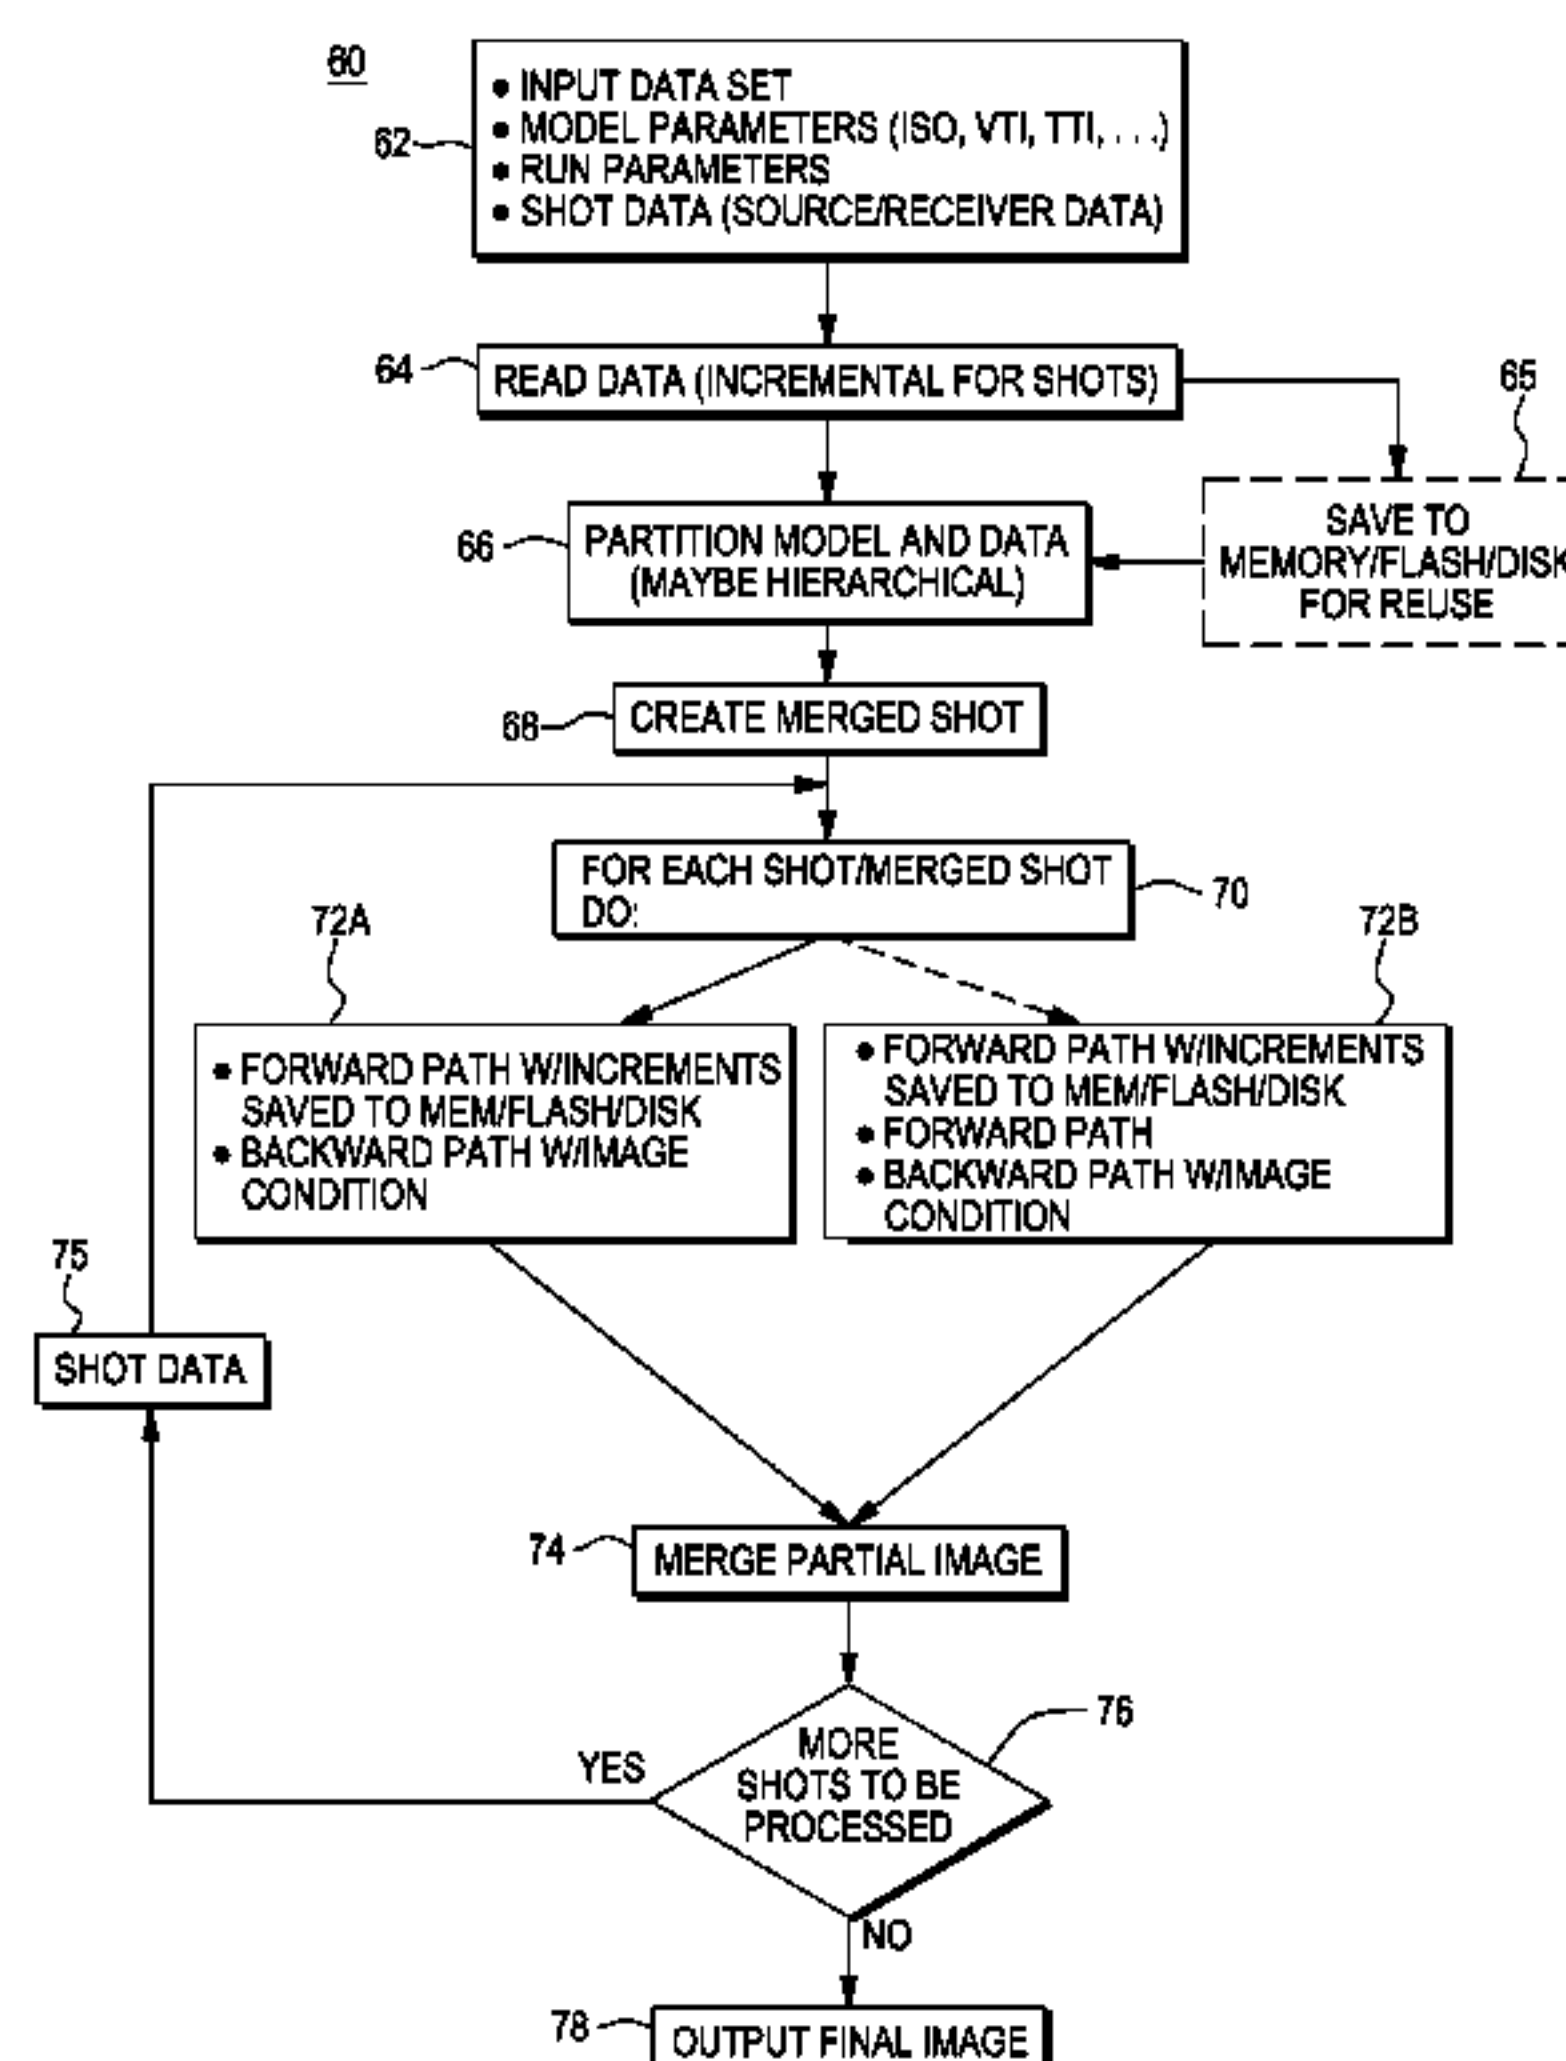 60
62
● INPUT DATA SET
● MODEL PARAMETERS (ISO, VTI, TTI, . . .)
● RUN PARAMETERS
● SHOT DATA (SOURCE/RECEIVER DATA)
64
READ DATA (INCREMENTAL FOR SHOTS)
65
SAVE TO
MEMORY/FLASH/DISK
FOR REUSE
66
PARTITION MODEL AND DATA
(MAYBE HIERARCHICAL)
68
CREATE MERGED SHOT
FOR EACH SHOT/MERGED SHOT
DO:
70
72A
● FORWARD PATH W/INCREMENTS
SAVED TO MEM/FLASH/DISK
● BACKWARD PATH W/IMAGE
CONDITION
72B
● FORWARD PATH W/INCREMENTS
SAVED TO MEM/FLASH/DISK
● FORWARD PATH
● BACKWARD PATH W/IMAGE
CONDITION
75
SHOT DATA
74
MERGE PARTIAL IMAGE
76
MORE
SHOTS TO BE
PROCESSED
YES
NO
78
OUTPUT FINAL IMAGE